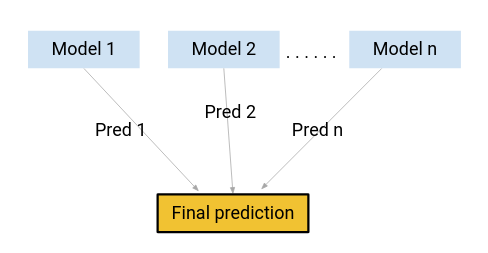 Model 1
Model 2
. . . . . .
Model n
Pred 1
Pred 2
Pred n
Final prediction